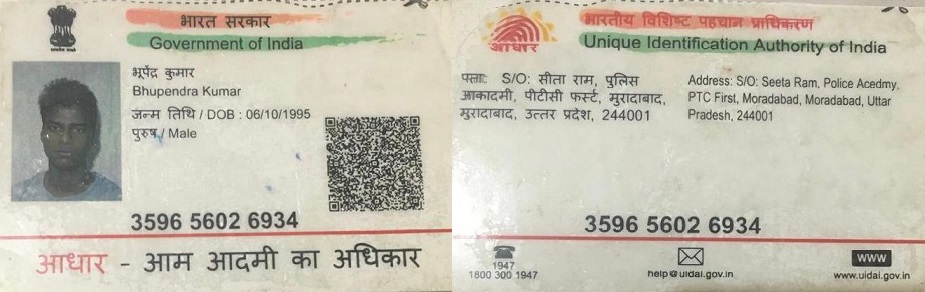 भारत सरकार
Government of India
भूपेंद्र कुमार
Bhupendra Kumar
जन्म तिथि / DOB : 06/10/1995
पुरुष / Male
3596 5602 6934
आधार - आम आदमी का अधिकार
भारतीय विशिष्ट पहचान प्राधिकरण
Unique Identification Authority of India
आधार
पता: S/O: सीता राम, पुलिस
आकादमी, पीटीसी फर्स्ट, मुरादाबाद,
मुरादाबाद, उत्तर प्रदेश, 244001
Address: S/O: Seeta Ram, Police Acedmy,
PTC First, Moradabad, Moradabad, Uttar
Pradesh, 244001
3596 5602 6934
1947
1800 300 1947
help@uidai.gov.in
www
www.uidai.gov.in